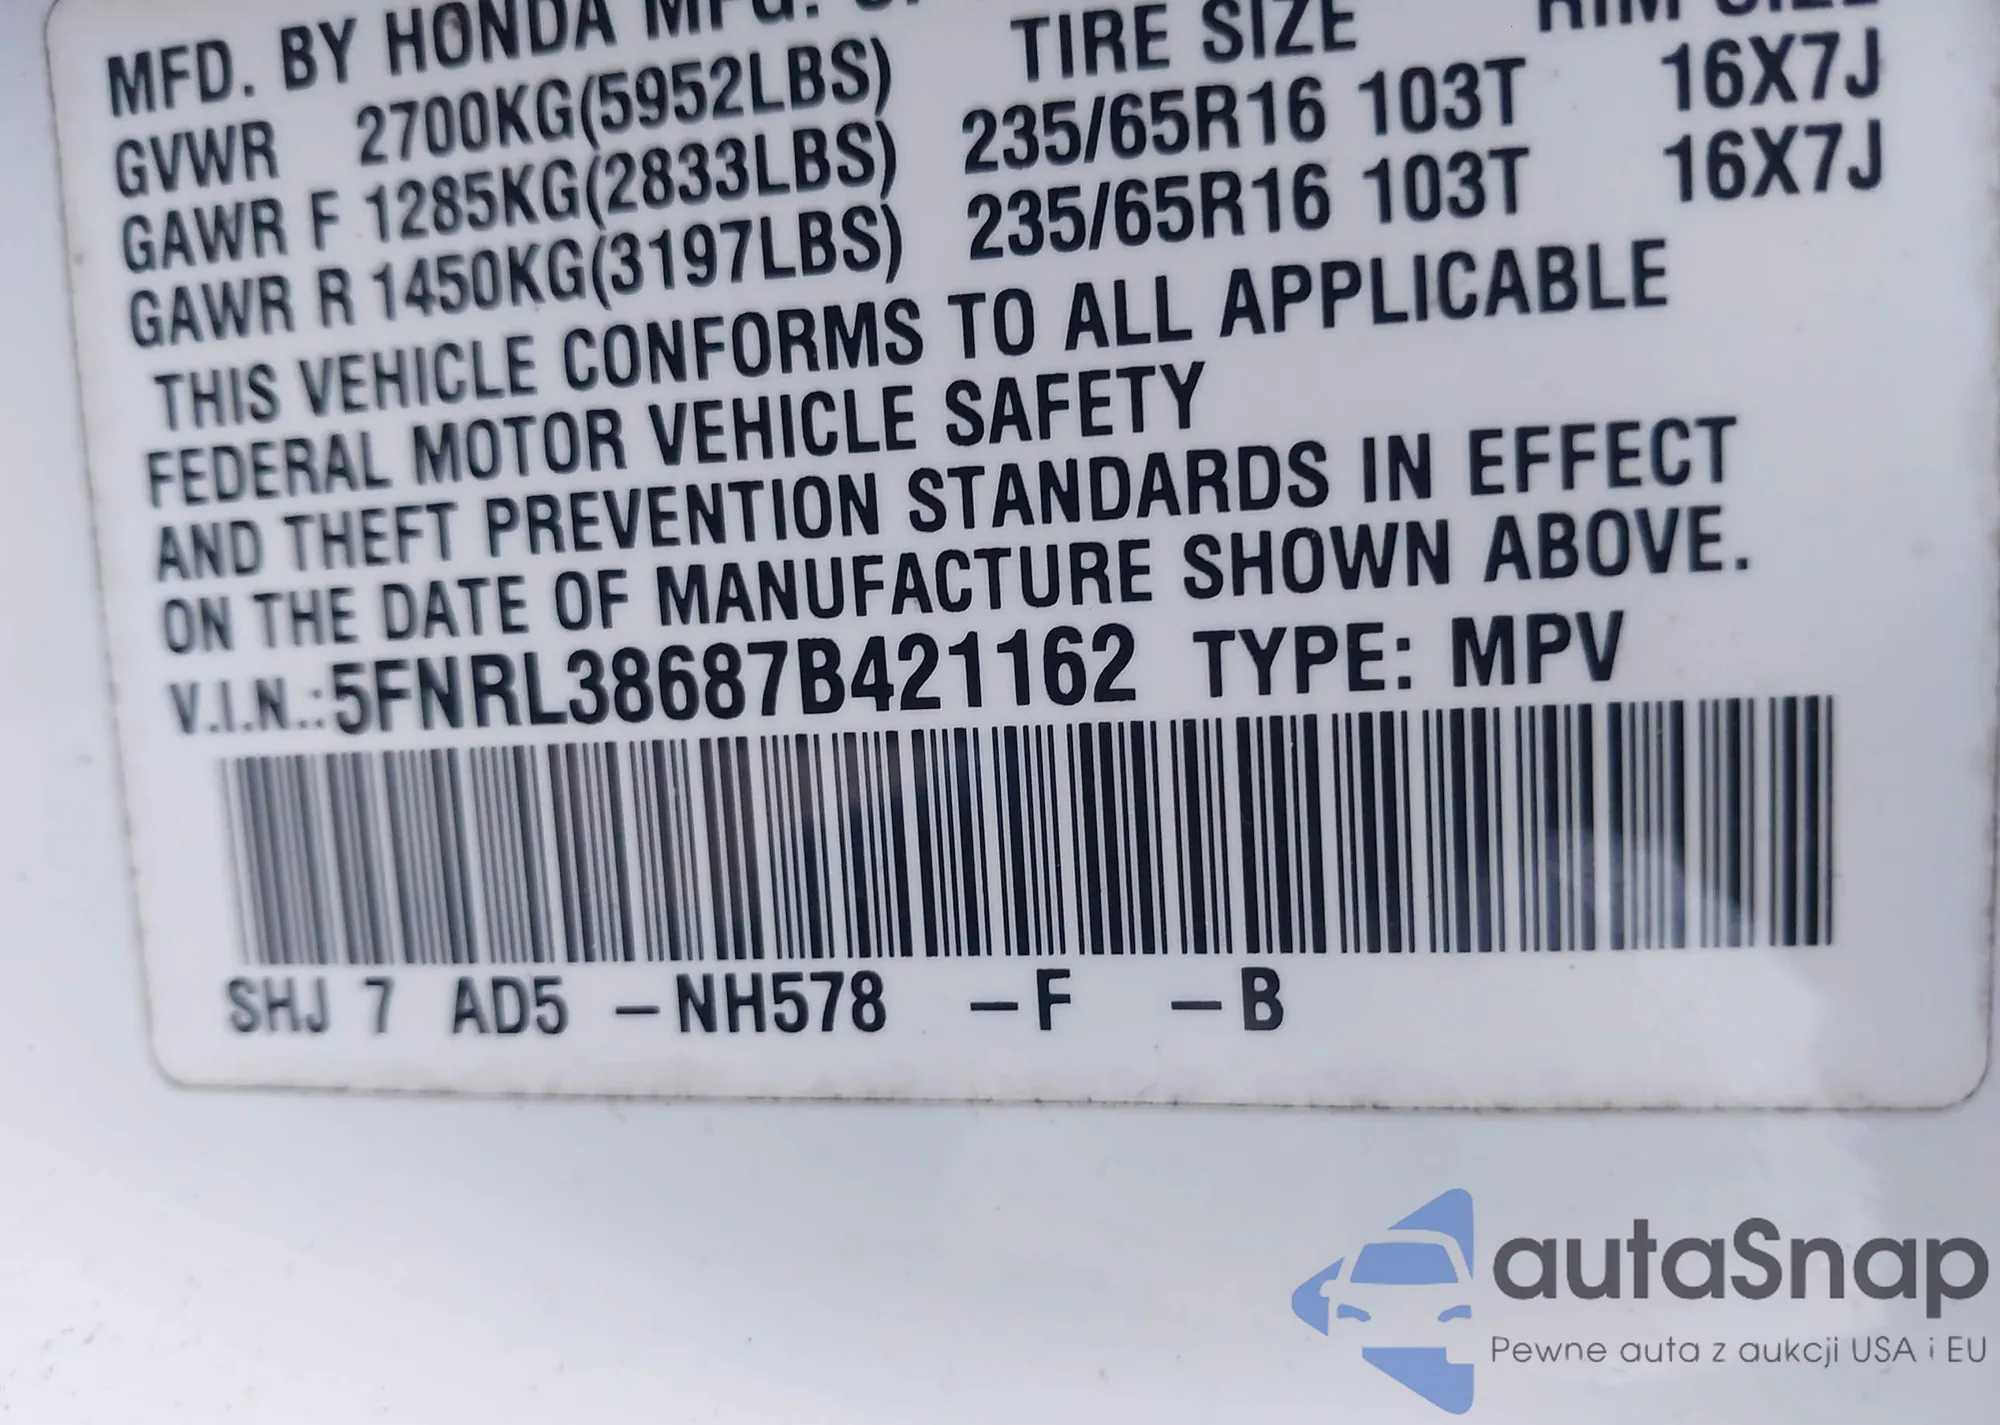 MFD. BY HONDA MFG.
TIRE SIZE
RIM SIZE
GVWR 2700KG(5952LBS)
GAWR F 1285KG(2833LBS) 235/65R16 103T 16X7J
GAWR R 1450KG(3197LBS) 235/65R16 103T 16X7J
THIS VEHICLE CONFORMS TO ALL APPLICABLE
FEDERAL MOTOR VEHICLE SAFETY
AND THEFT PREVENTION STANDARDS IN EFFECT
ON THE DATE OF MANUFACTURE SHOWN ABOVE.
V.I.N.:5FNRL38687B421162 TYPE: MPV
SHJ 7 AD5 -NH578 -F -B
autaSnap
Pewne auta z aukcji USA i EU